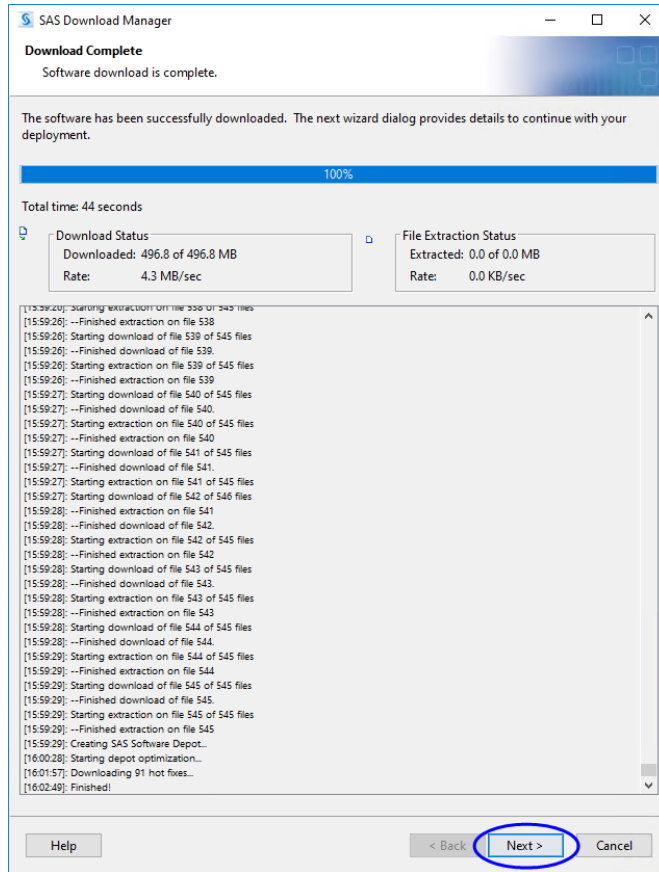 SAS Download Manager
Download Complete
Software download is complete.
The software has been successfully downloaded. The next wizard dialog provides details to continue with your
deployment.
100%
Total time: 44 seconds
Download Status
Downloaded: 496.8 of 496.8 MB
Rate: 4.3 MB/sec
File Extraction Status
Extracted: 0.0 of 0.0 MB
Rate: 0.0 KB/sec
[15:59:20]: Starting extraction on file 538 of 545 files
[15:59:26]: --Finished extraction on file 538
[15:59:26]: Starting download of file 539 of 545 files
[15:59:26]: --Finished download of file 539.
[15:59:26]: Starting extraction on file 539 of 545 files
[15:59:26]: --Finished extraction on file 539
[15:59:27]: Starting download of file 540 of 545 files
[15:59:27]: --Finished download of file 540.
[15:59:27]: Starting extraction on file 540 of 545 files
[15:59:27]: --Finished extraction on file 540
[15:59:27]: Starting download of file 541 of 545 files
[15:59:27]: --Finished download of file 541.
[15:59:27]: Starting extraction on file 541 of 545 files
[15:59:27]: Starting download of file 542 of 546 files
[15:59:28]: --Finished extraction on file 541
[15:59:28]: --Finished download of file 542.
[15:59:28]: Starting extraction on file 542 of 545 files
[15:59:28]: --Finished extraction on file 542
[15:59:28]: Starting download of file 543 of 545 files
[15:59:28]: --Finished download of file 543.
[15:59:28]: Starting extraction on file 543 of 545 files
[15:59:28]: --Finished extraction on file 543
[15:59:28]: Starting download of file 544 of 545 files
[15:59:28]: --Finished download of file 544.
[15:59:29]: Starting extraction on file 544 of 545 files
[15:59:29]: --Finished extraction on file 544
[15:59:29]: Starting download of file 545 of 545 files
[15:59:29]: --Finished download of file 545.
[15:59:29]: Starting extraction on file 545 of 545 files
[15:59:29]: --Finished extraction on file 545
[15:59:29]: Creating SAS Software Depot...
[16:00:28]: Starting depot optimization...
[16:01:57]: Downloading 91 hot fixes...
[16:02:49]: Finished!
Help
< Back
Next >
Cancel